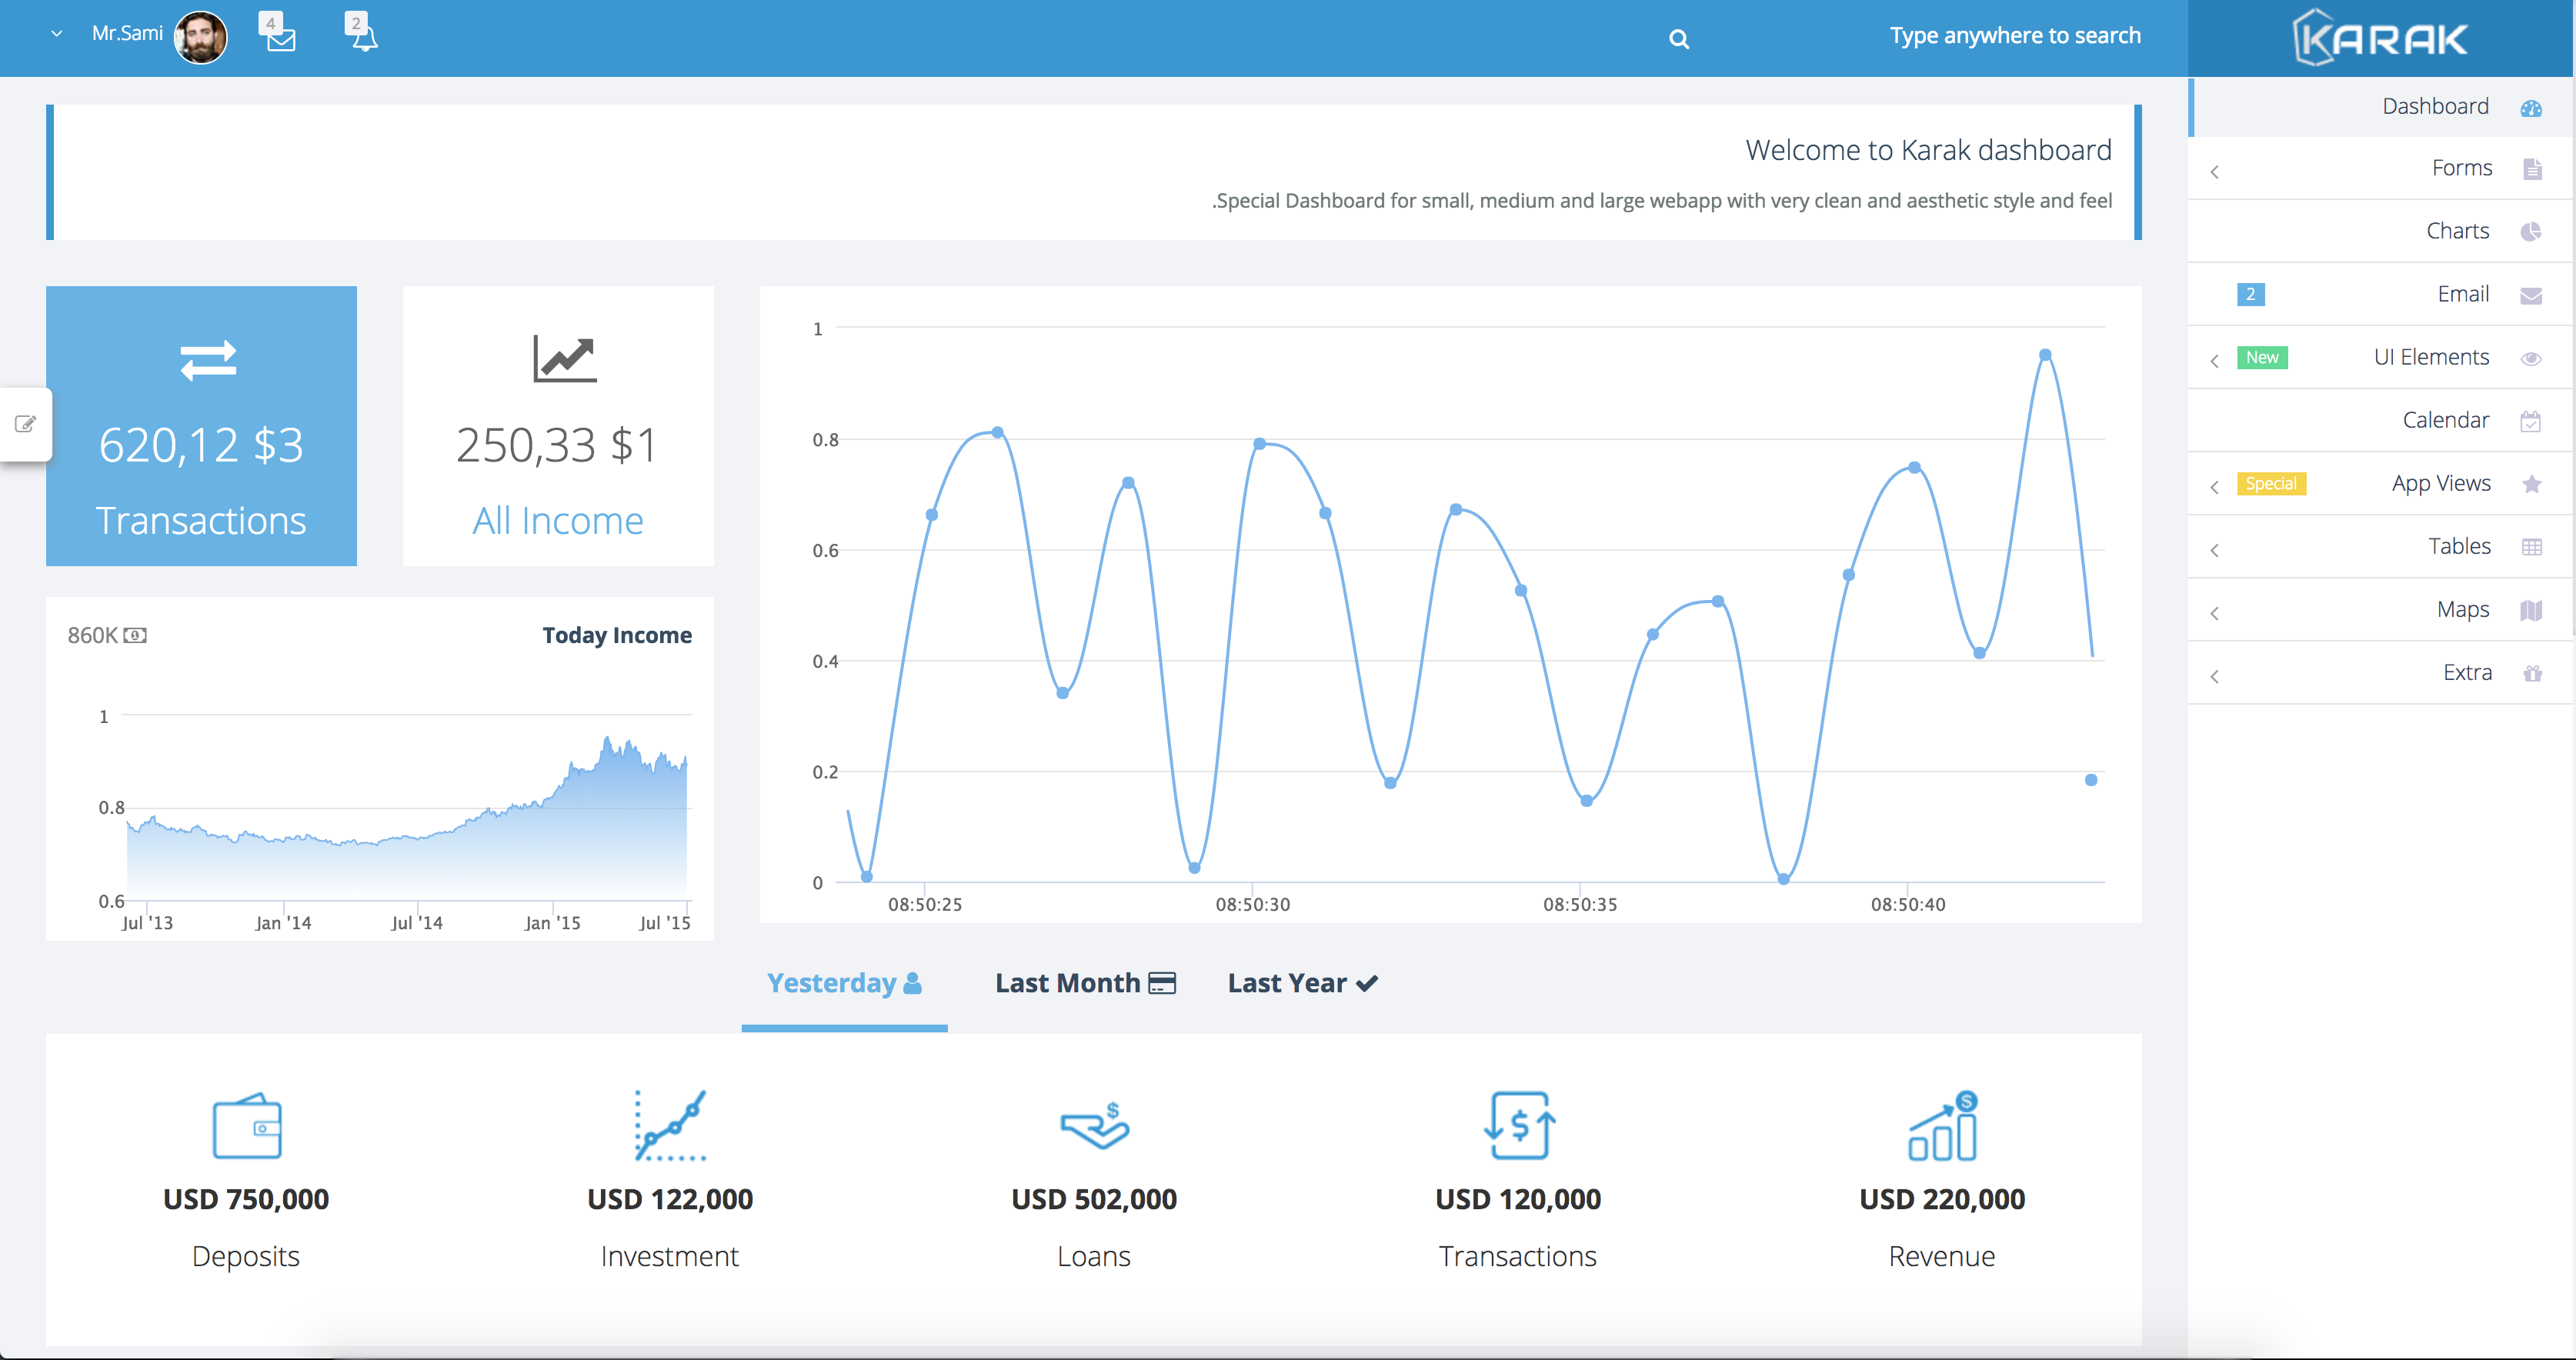 Mr.Sami
4
2
Type anywhere to search
KARAK
Welcome to Karak dashboard
.Special Dashboard for small, medium and large webapp with very clean and aesthetic style and feel
620,12 $3
Transactions
250,33 $1
All Income
860K
Today Income
1
0.8
0.6
Jul '13
Jan '14
Jul '14
Jan '15
Jul '15
1
0.8
0.6
0.4
0.2
0
08:50:25
08:50:30
08:50:35
08:50:40
Yesterday
Last Month
Last Year
USD 750,000
Deposits
USD 122,000
Investment
USD 502,000
Loans
USD 120,000
Transactions
USD 220,000
Revenue
Dashboard
Forms
Charts
2 Email
New UI Elements
Calendar
Special App Views
Tables
Maps
Extra